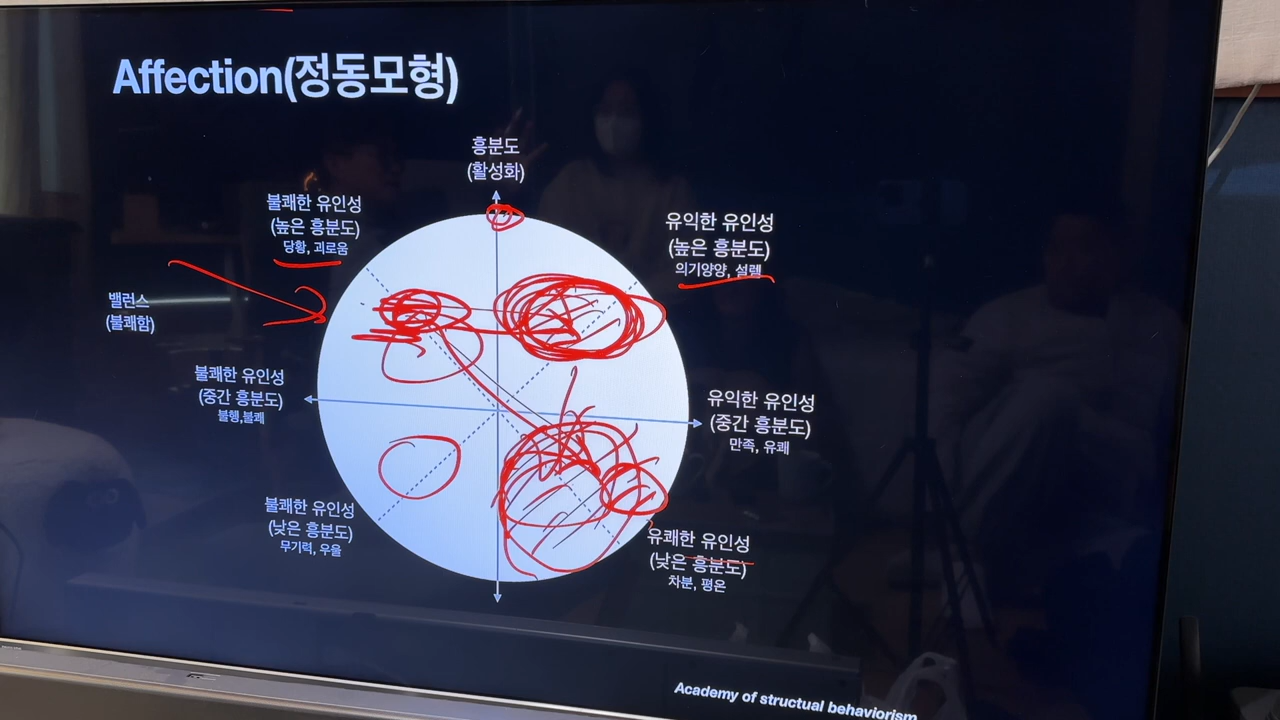 Affection(정동모형)
흥분도
(활성화)
불쾌한 유인성
(높은 흥분도)
당황, 괴로움
유익한 유인성
(높은 흥분도)
의기양양, 설렘
밸런스
(불쾌함)
불쾌한 유인성
(중간 흥분도)
불행,불쾌
유익한 유인성
(중간 흥분도)
만족, 유쾌
불쾌한 유인성
(낮은 흥분도)
무기력, 우울
유쾌한 유인성
(낮은 흥분도)
차분, 평온
Academy of structual behaviorism